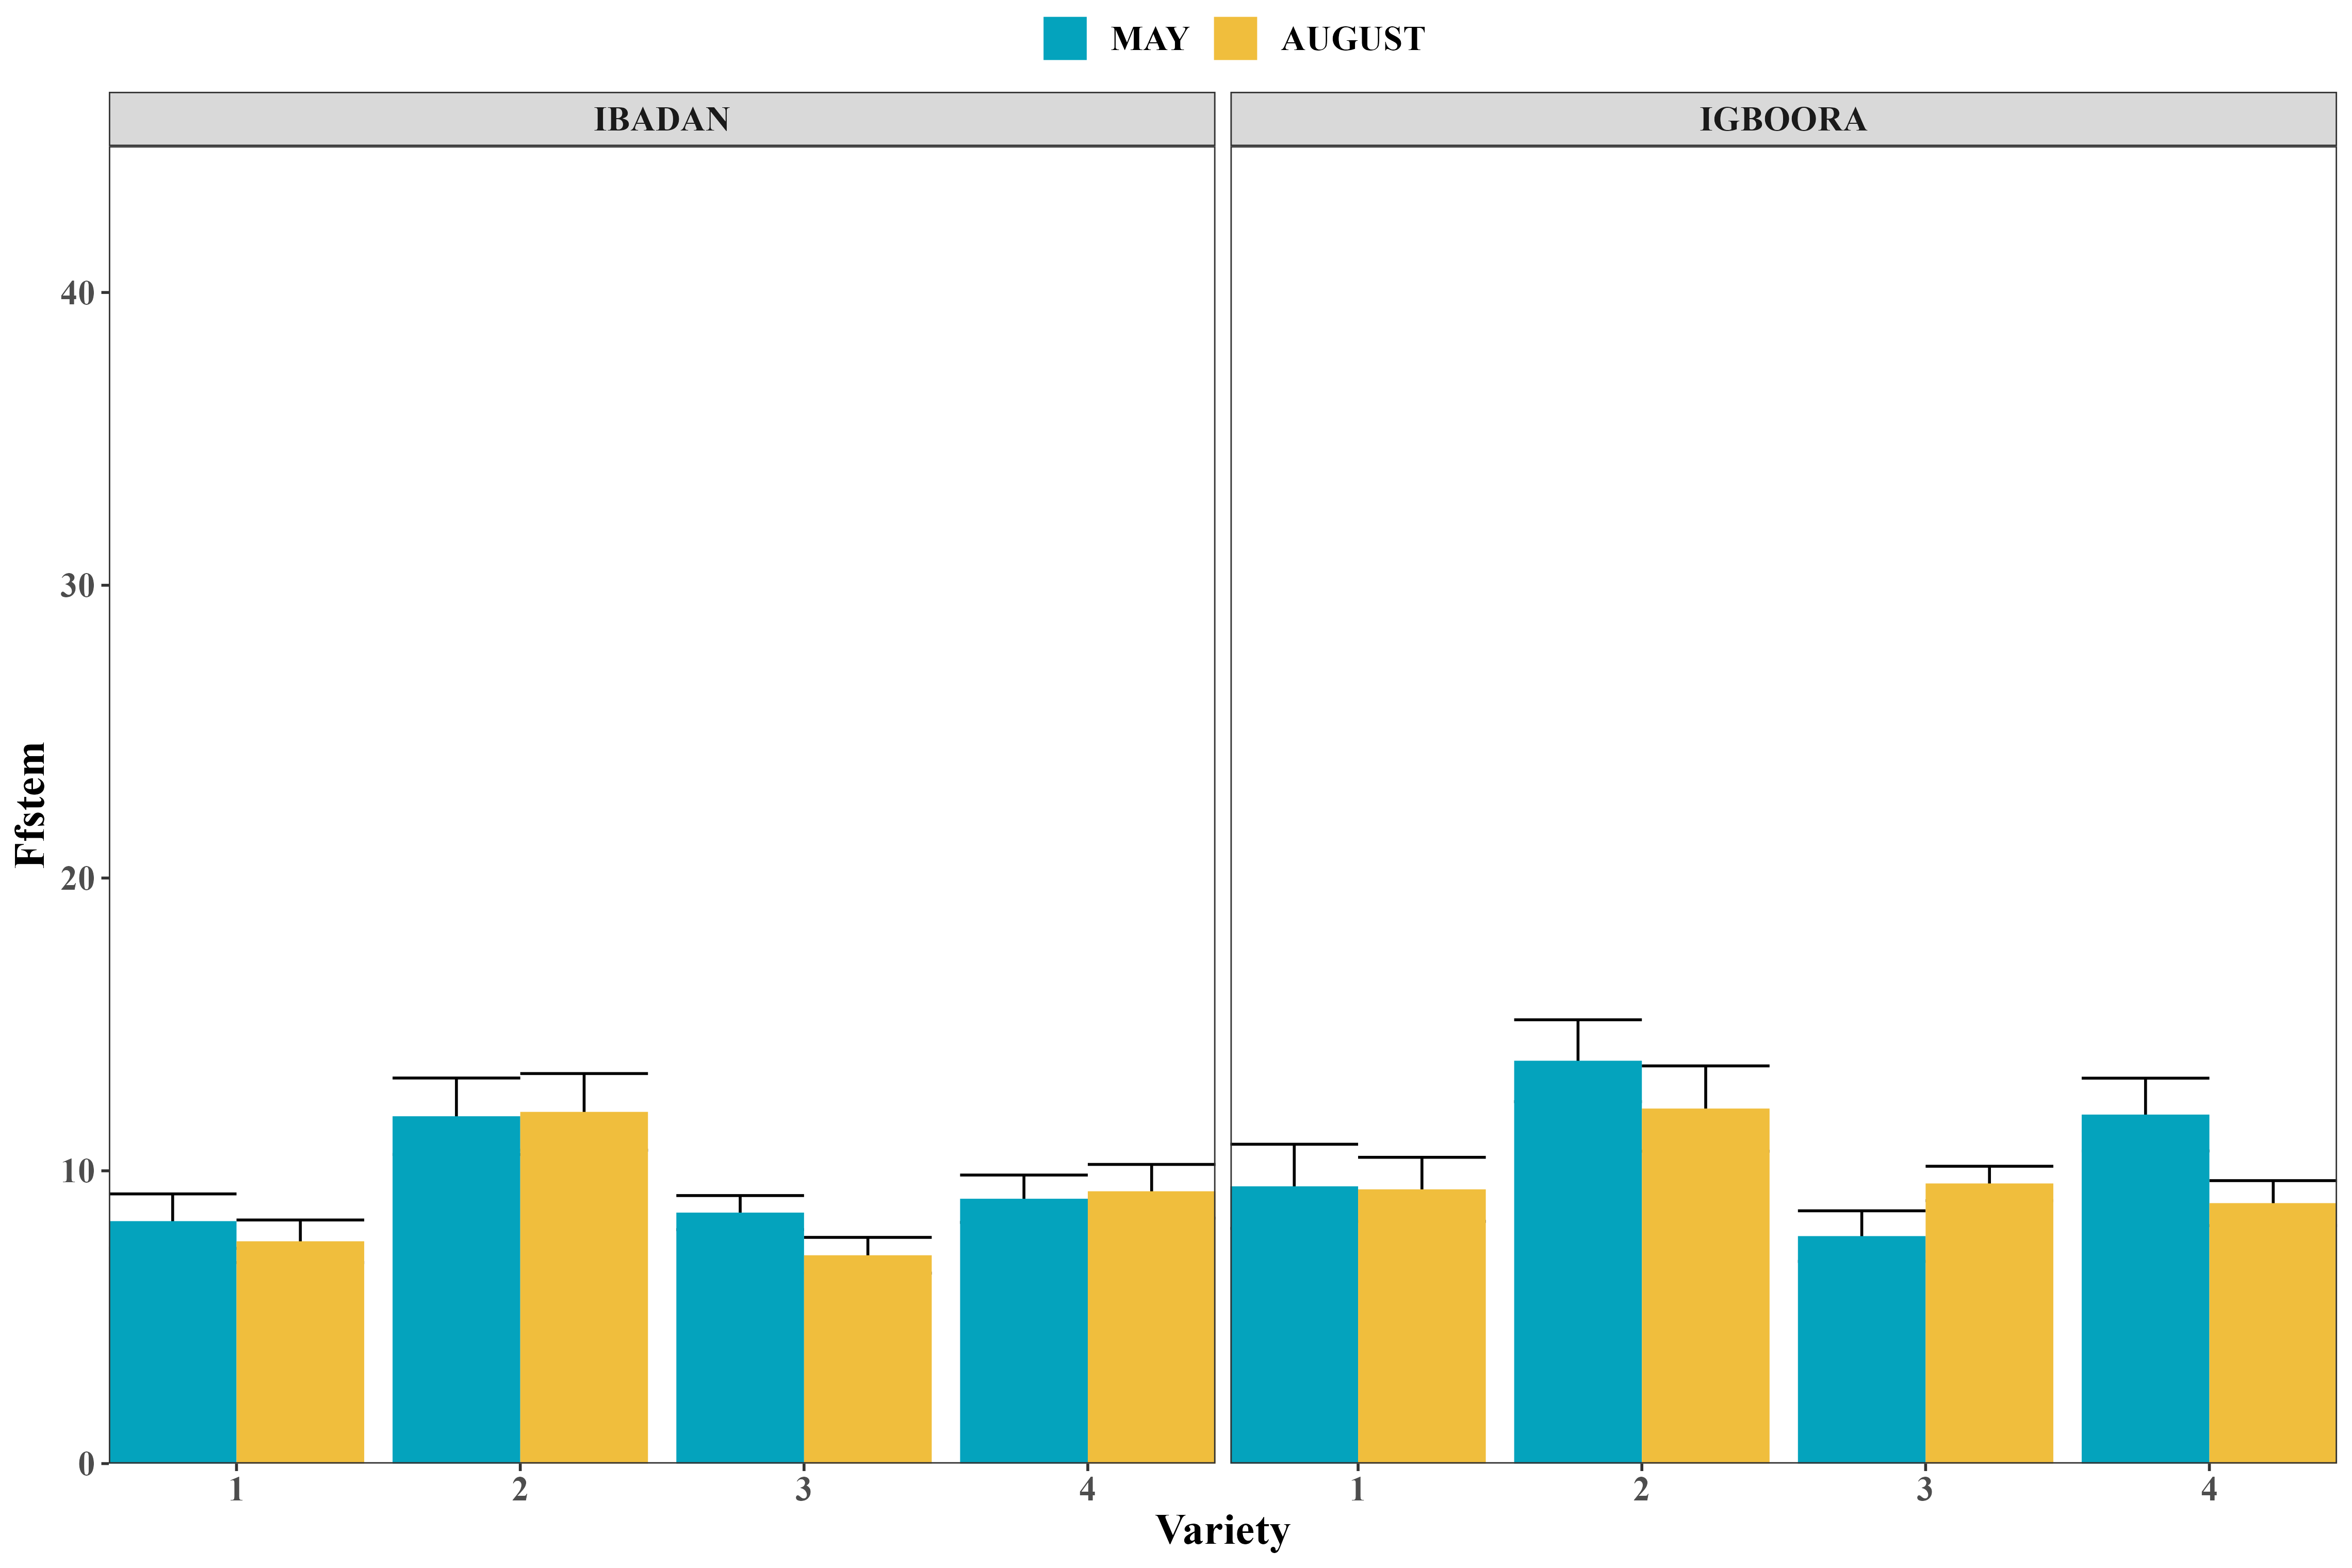 MAY AUGUST
IBADAN IGBOORA
40
30
20
10
0
Ffstem
1 2 3 4 1 2 3 4
Variety